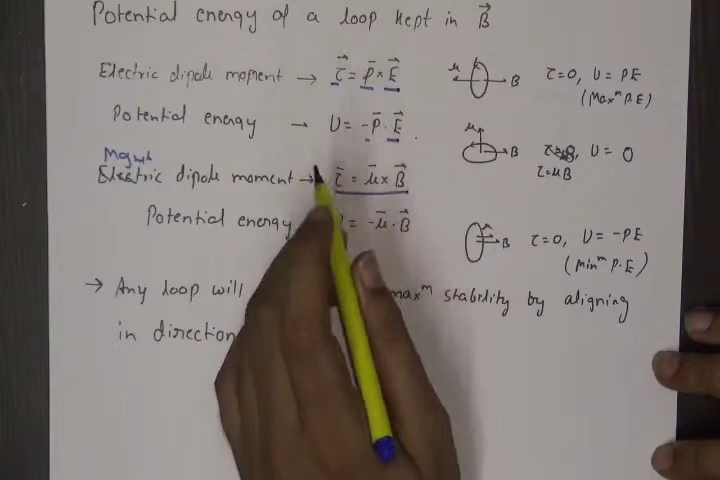 Potential energy of a loop kept in B⃗
Electric dipole moment → τ⃗ = p⃗ × E⃗
Potential energy → U = -p⃗ · E⃗ .
Magnet
Electric dipole moment → τ⃗ = μ⃗ × B⃗
Potential energy = -μ⃗ · B⃗
→ Any loop will maxᵐ stability by aligning
in direction
μ B τ=0, U = PE
(Maxᵐ P.E)
μ B U = 0
τ=μB
μ B τ=0, U = -PE
(Minᵐ P.E)